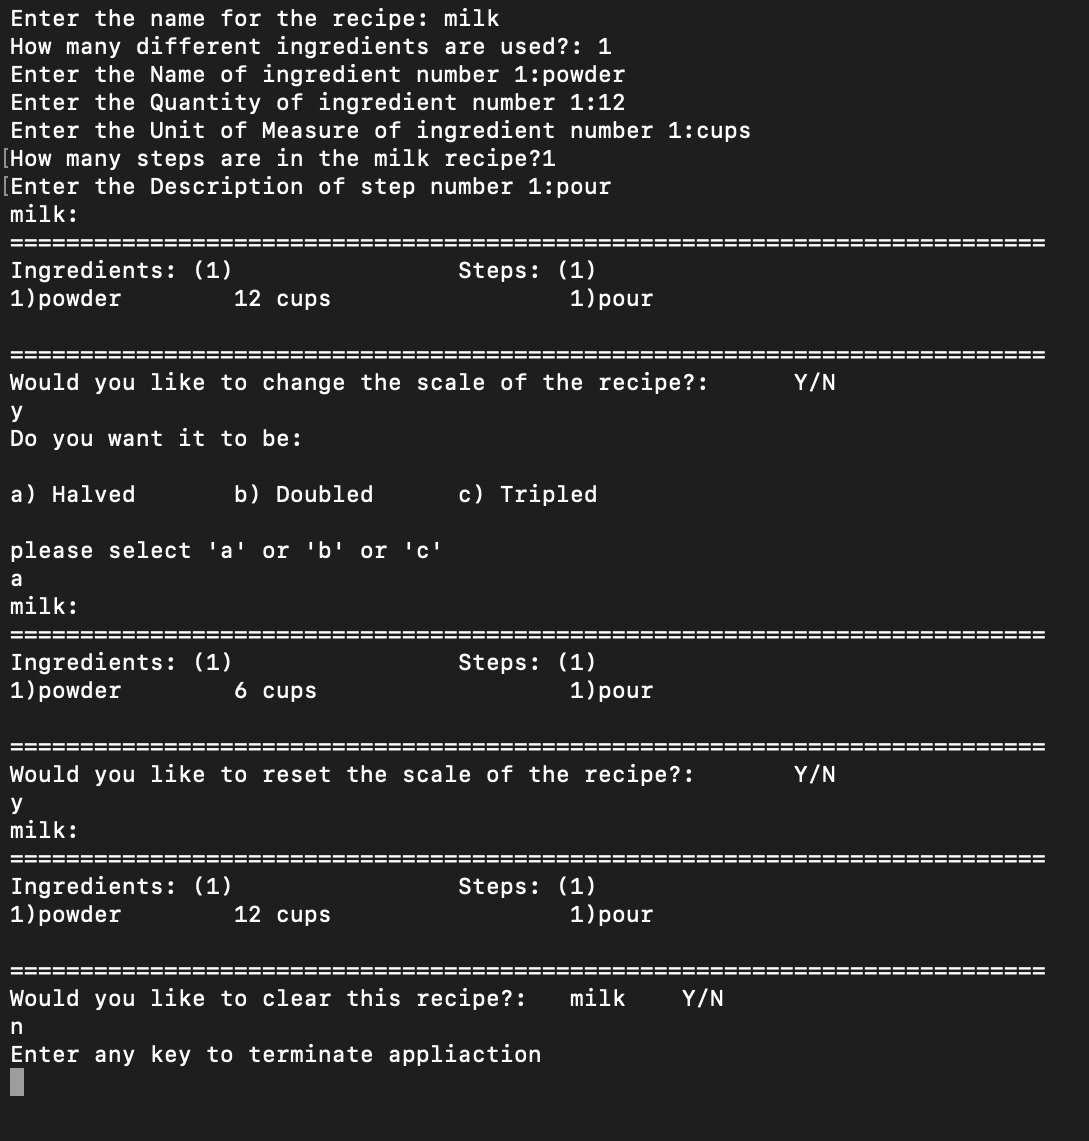 Enter the name for the recipe: milk
How many different ingredients are used?: 1
Enter the Name of ingredient number 1:powder
Enter the Quantity of ingredient number 1:12
Enter the Unit of Measure of ingredient number 1:cups
[How many steps are in the milk recipe?1
[Enter the Description of step number 1:pour
milk:
==========================================================================
Ingredients: (1)                Steps: (1)
1)powder        12 cups                 1)pour
==========================================================================
Would you like to change the scale of the recipe?:      Y/N
y
Do you want it to be:
a) Halved       b) Doubled      c) Tripled
please select 'a' or 'b' or 'c'
a
milk:
==========================================================================
Ingredients: (1)                Steps: (1)
1)powder        6 cups                  1)pour
==========================================================================
Would you like to reset the scale of the recipe?:       Y/N
y
milk:
==========================================================================
Ingredients: (1)                Steps: (1)
1)powder        12 cups                 1)pour
==========================================================================
Would you like to clear this recipe?:   milk    Y/N
n
Enter any key to terminate appliaction